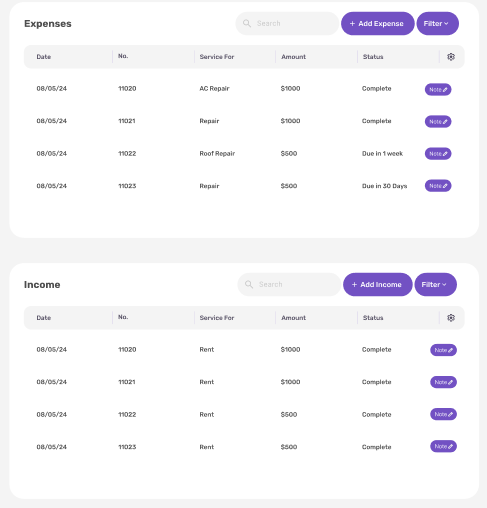 Expenses
Search
+ Add Expense
Filter
Date No. Service For Amount Status
08/05/24 11020 AC Repair $1000 Complete Note
08/05/24 11021 Repair $1000 Complete Note
08/05/24 11022 Roof Repair $500 Due in 1 week Note
08/05/24 11023 Repair $500 Due in 30 Days Note
Income
Search
+ Add Income
Filter
Date No. Service For Amount Status
08/05/24 11020 Rent $1000 Complete Note
08/05/24 11021 Rent $1000 Complete Note
08/05/24 11022 Rent $500 Complete Note
08/05/24 11023 Rent $500 Complete Note